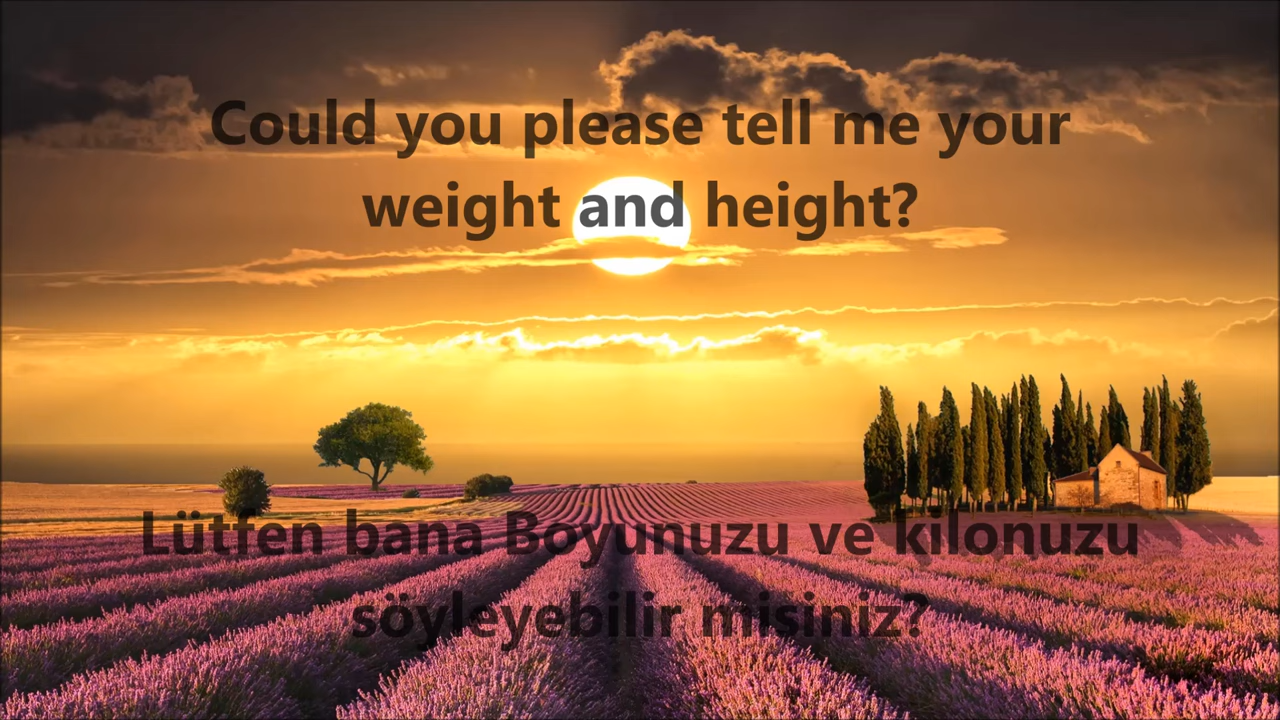 Could you please tell me your
weight and height?
Lütfen bana Boyunuzu ve kilonuzu
söyleyebilir misiniz?